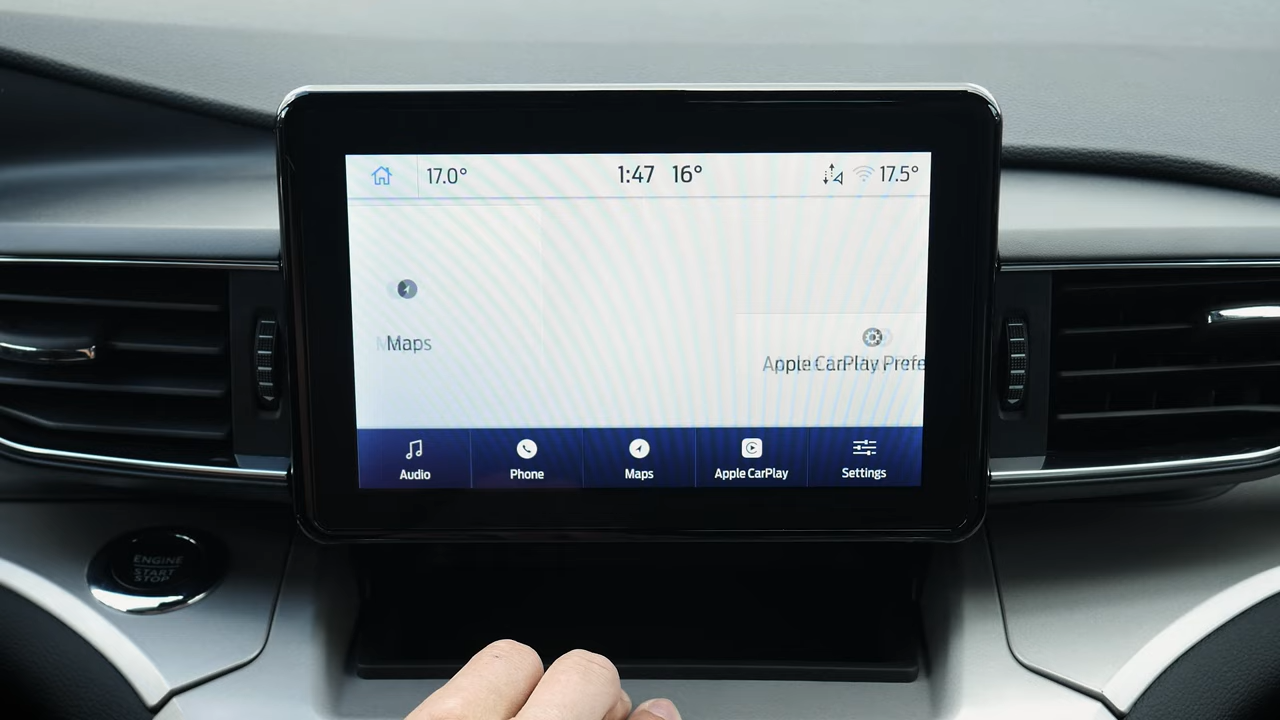 17.0° 1:47 16° 17.5°
Maps
Apple CarPlay Prefe
Audio Phone Maps Apple CarPlay Settings
ENGINE
START
STOP